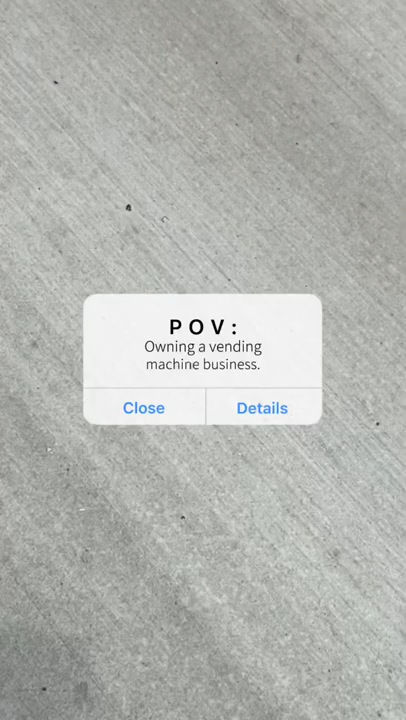 POV:
Owning a vending
machine business.
Close
Details